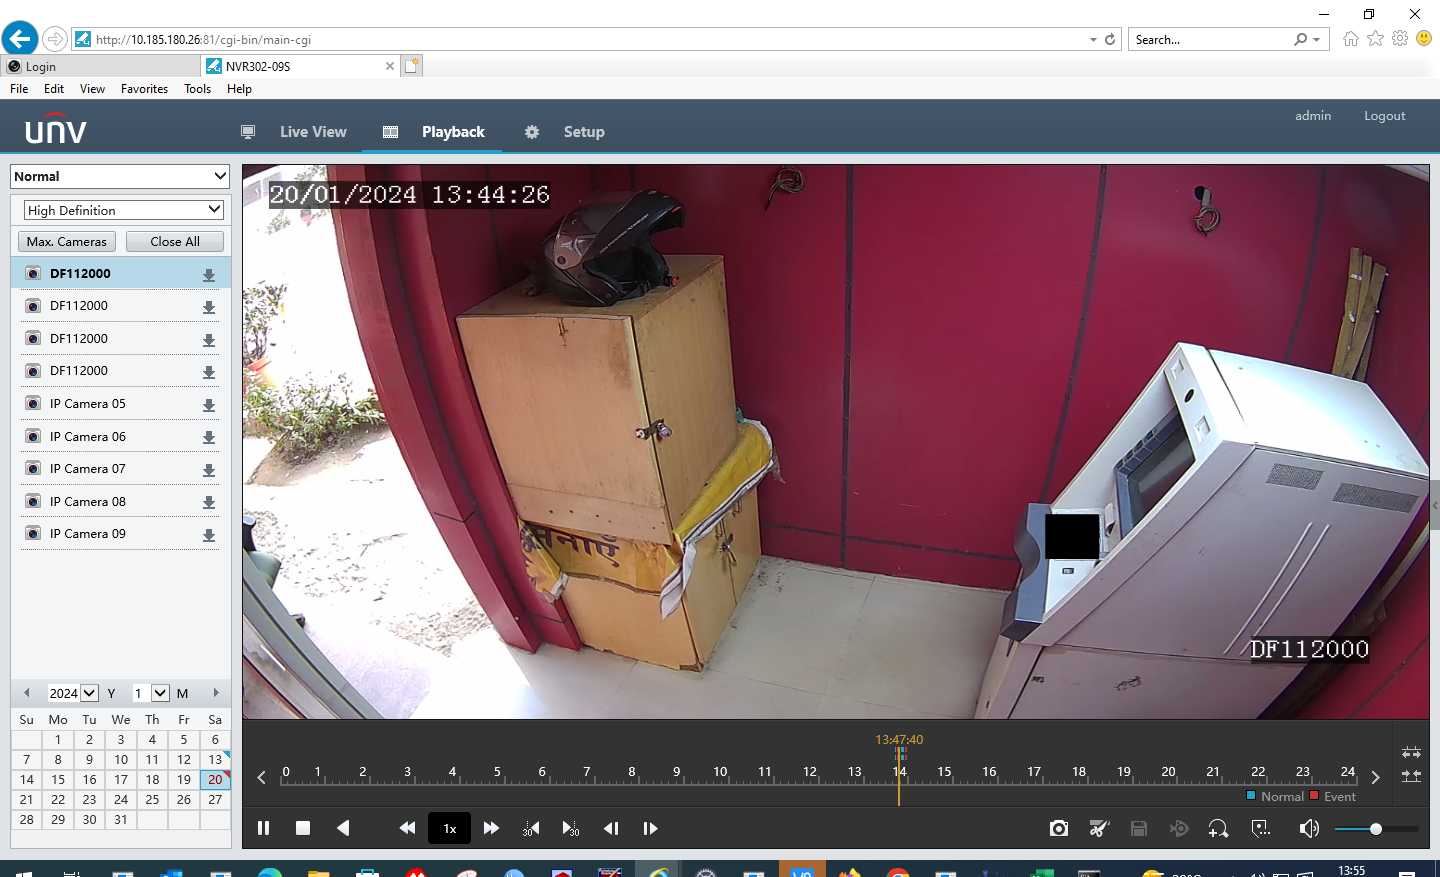 http://10.185.180.26:81/cgi-bin/main-cgi
Search...
Login
NVR302-09S
File Edit View Favorites Tools Help
unv
Live View
Playback
Setup
admin
Logout
Normal
High Definition
Max. Cameras
Close All
DF112000
DF112000
DF112000
DF112000
IP Camera 05
IP Camera 06
IP Camera 07
IP Camera 08
IP Camera 09
2024 Y 1 M
Su Mo Tu We Th Fr Sa
1 2 3 4 5 6
7 8 9 10 11 12 13
14 15 16 17 18 19 20
21 22 23 24 25 26 27
28 29 30 31
20/01/2024 13:44:26
DF112000
13:47:40
0 1 2 3 4 5 6 7 8 9 10 11 12 13 14 15 16 17 18 19 20 21 22 23 24
Normal Event
1x
30
30
13:55